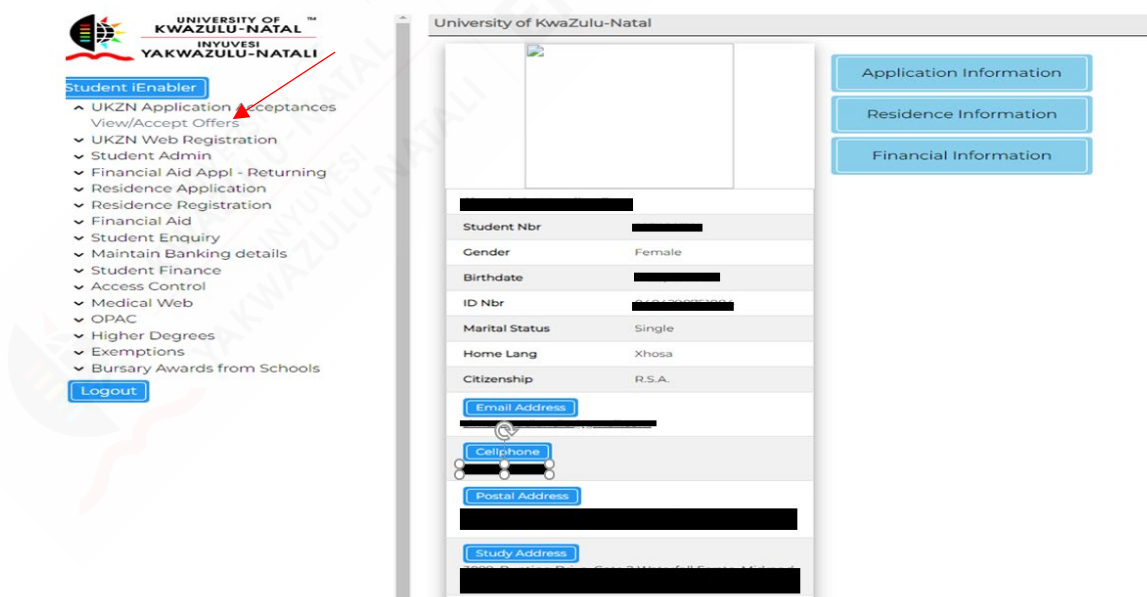 UNIVERSITY OF ™
KWAZULU-NATAL
INYUVESI
YAKWAZULU-NATALI
Student iEnabler
UKZN Application Acceptances
View/Accept Offers
UKZN Web Registration
Student Admin
Financial Aid Appl - Returning
Residence Application
Residence Registration
Financial Aid
Student Enquiry
Maintain Banking details
Student Finance
Access Control
Medical Web
OPAC
Higher Degrees
Exemptions
Bursary Awards from Schools
Logout
University of KwaZulu-Natal
Student Nbr
Gender Female
Birthdate
ID Nbr
Marital Status Single
Home Lang Xhosa
Citizenship R.S.A.
Email Address
Cellphone
Postal Address
Study Address
Application Information
Residence Information
Financial Information